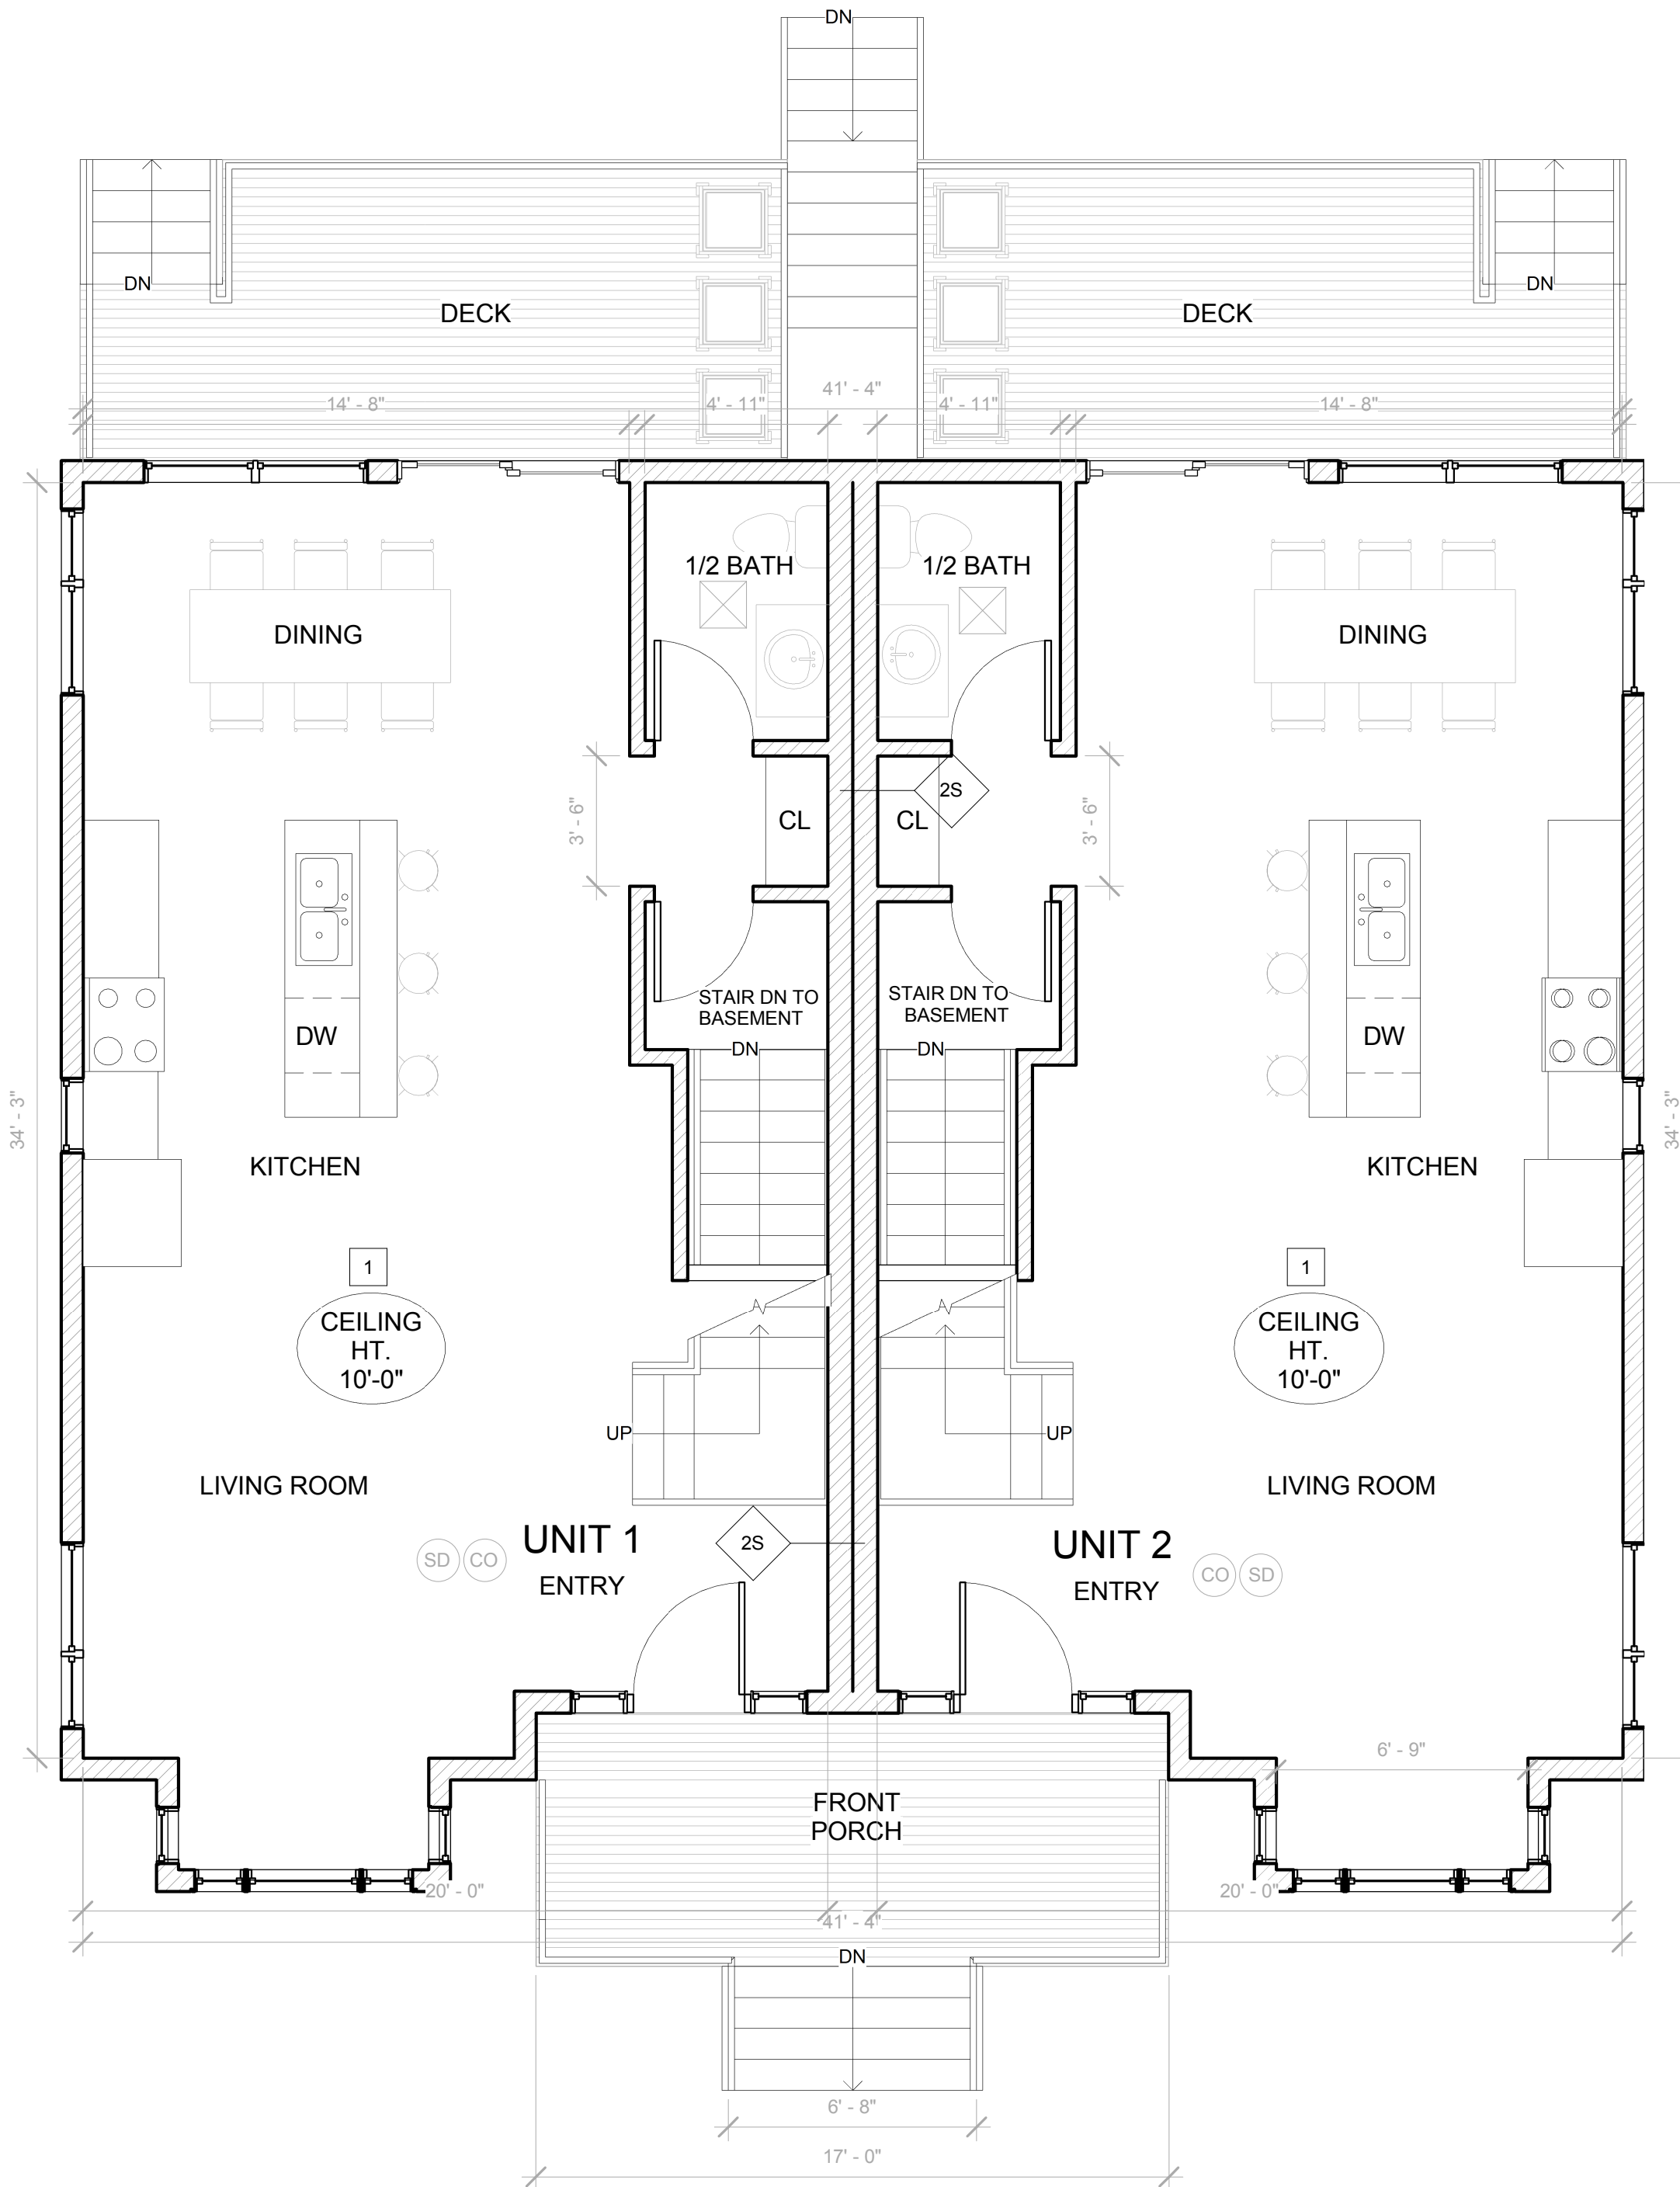 DN
DN
DN
DECK
DECK
41' - 4"
14' - 8"
4' - 11"
4' - 11"
14' - 8"
1/2 BATH
1/2 BATH
DINING
DINING
2S
3' - 6"
CL
CL
3' - 6"
STAIR DN TO
BASEMENT
STAIR DN TO
BASEMENT
DW
DW
DN
DN
34' - 3"
34' - 3"
KITCHEN
KITCHEN
1
1
CEILING
HT.
10'-0"
CEILING
HT.
10'-0"
UP
UP
LIVING ROOM
LIVING ROOM
UNIT 1
2S
UNIT 2
SD
CO
ENTRY
ENTRY
CO
SD
6' - 9"
FRONT
PORCH
20' - 0"
20' - 0"
41' - 4"
DN
6' - 8"
17' - 0"